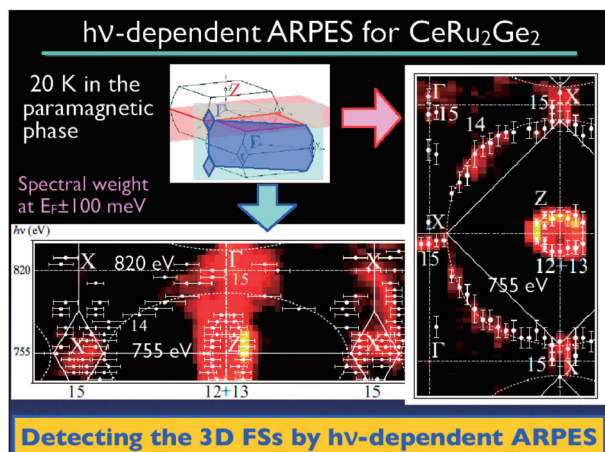 hν-dependent ARPES for CeRu₂Ge₂
20 K in the
paramagnetic
phase
Z
Γ
Γ
Spectral weight
at E_F±100 meV
hν (eV)
820
X
820 eV
Γ
15
14
755
X
755 eV
Z
15
12+13
15
Γ
15
15
X
14
Z
X
15
12+13
755 eV
Γ
15
X
Detecting the 3D FSs by hν-dependent ARPES